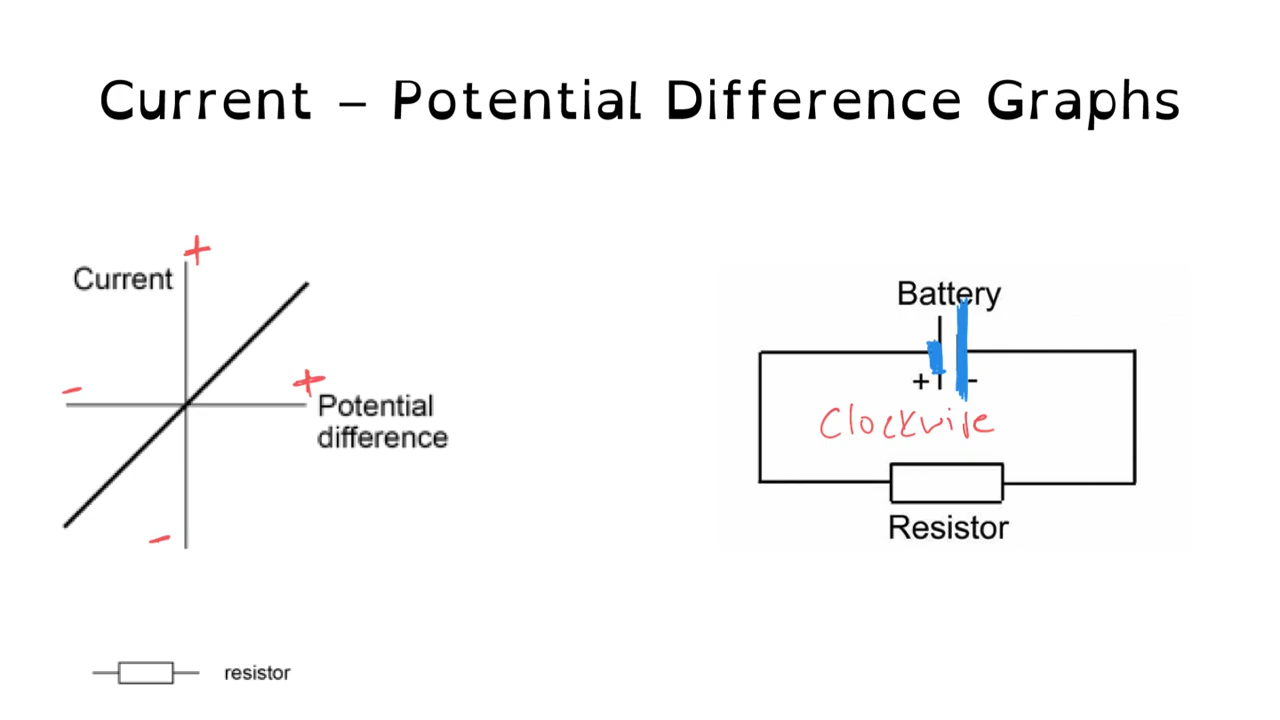 Current – Potential Difference Graphs
+
Current
-
+
Potential
difference
-
Battery
+ -
Clockwise
Resistor
resistor